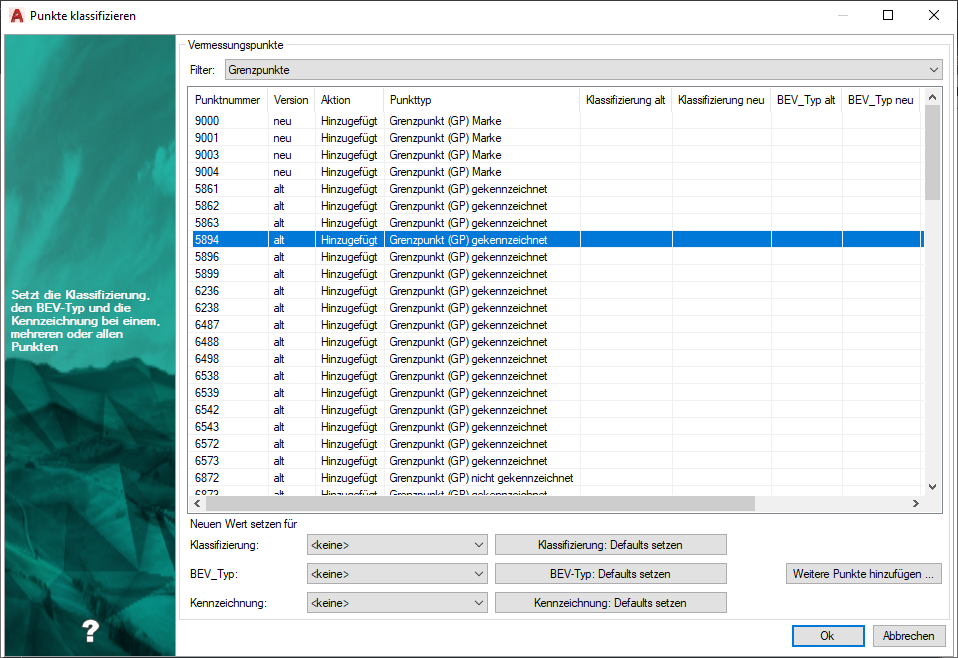 Punkte klassifizieren
Setzt die Klassifizierung,
den BEV-Typ und die
Kennzeichnung bei einem,
mehreren oder allen
Punkten
?
Vermessungspunkte
Filter: Grenzpunkte
Punktnummer Version Aktion Punkttyp Klassifizierung alt Klassifizierung neu BEV_Typ alt BEV_Typ neu
9000 neu Hinzugefügt Grenzpunkt (GP) Marke
9001 neu Hinzugefügt Grenzpunkt (GP) Marke
9003 neu Hinzugefügt Grenzpunkt (GP) Marke
9004 neu Hinzugefügt Grenzpunkt (GP) Marke
5861 alt Hinzugefügt Grenzpunkt (GP) gekennzeichnet
5862 alt Hinzugefügt Grenzpunkt (GP) gekennzeichnet
5863 alt Hinzugefügt Grenzpunkt (GP) gekennzeichnet
5894 alt Hinzugefügt Grenzpunkt (GP) gekennzeichnet
5896 alt Hinzugefügt Grenzpunkt (GP) gekennzeichnet
5899 alt Hinzugefügt Grenzpunkt (GP) gekennzeichnet
6236 alt Hinzugefügt Grenzpunkt (GP) gekennzeichnet
6238 alt Hinzugefügt Grenzpunkt (GP) gekennzeichnet
6487 alt Hinzugefügt Grenzpunkt (GP) gekennzeichnet
6488 alt Hinzugefügt Grenzpunkt (GP) gekennzeichnet
6498 alt Hinzugefügt Grenzpunkt (GP) gekennzeichnet
6538 alt Hinzugefügt Grenzpunkt (GP) gekennzeichnet
6539 alt Hinzugefügt Grenzpunkt (GP) gekennzeichnet
6542 alt Hinzugefügt Grenzpunkt (GP) gekennzeichnet
6543 alt Hinzugefügt Grenzpunkt (GP) gekennzeichnet
6572 alt Hinzugefügt Grenzpunkt (GP) gekennzeichnet
6573 alt Hinzugefügt Grenzpunkt (GP) gekennzeichnet
6872 alt Hinzugefügt Grenzpunkt (GP) nicht gekennzeichnet
6873 alt Hinzugefügt Grenzpunkt (GP) gekennzeichnet
Neuen Wert setzen für
Klassifizierung: <keine> Klassifizierung: Defaults setzen
BEV_Typ: <keine> BEV-Typ: Defaults setzen Weitere Punkte hinzufügen ...
Kennzeichnung: <keine> Kennzeichnung: Defaults setzen
Ok Abbrechen